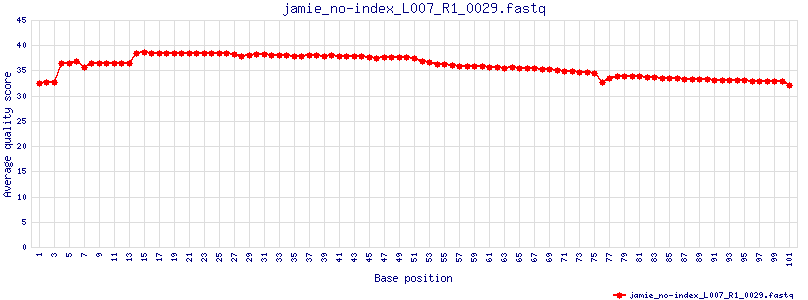 jamie_no-index_L007_R1_0029.fastq
Average quality score
45
40
35
30
25
20
15
10
5
0
1 3 5 7 9 11 13 15 17 19 21 23 25 27 29 31 33 35 37 39 41 43 45 47 49 51 53 55 57 59 61 63 65 67 69 71 73 75 77 79 81 83 85 87 89 91 93 95 97 99 101
Base position
jamie_no-index_L007_R1_0029.fastq